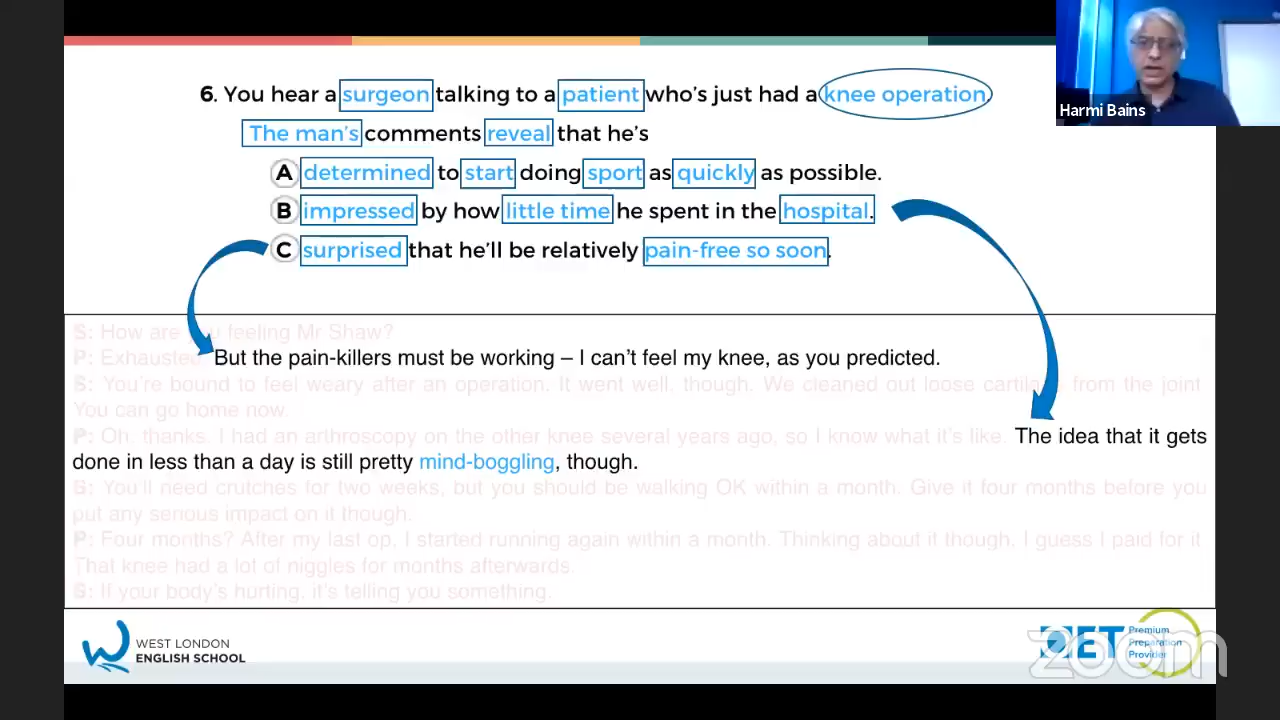 Harmi Bains
6. You hear a surgeon talking to a patient who's just had a knee operation.
The man's comments reveal that he's
A determined to start doing sport as quickly as possible.
B impressed by how little time he spent in the hospital.
C surprised that he'll be relatively pain-free so soon.
S: How are you feeling Mr Shaw?
P: Exhausted. But the pain-killers must be working – I can't feel my knee, as you predicted.
S: You're bound to feel weary after an operation. It went well, though. We cleaned out loose cartilage from the joint
You can go home now.
P: Oh, thanks. I had an arthroscopy on the other knee several years ago, so I know what it's like. The idea that it gets
done in less than a day is still pretty mind-boggling, though.
S: You'll need crutches for two weeks, but you should be walking OK within a month. Give it four months before you
put any serious impact on it though.
P: Four months? After my last op, I started running again within a month. Thinking about it though, I guess I paid for it
That knee had a lot of niggles for months afterwards.
S: If your body's hurting, it's telling you something.
WEST LONDON
ENGLISH SCHOOL
OET
Premium
Preparation
Provider
zoom